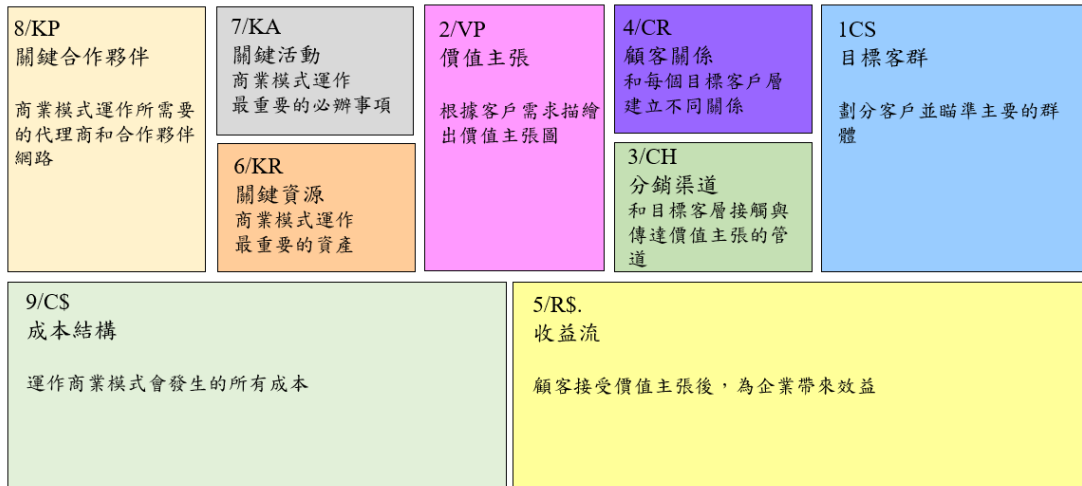 8/KP
關鍵合作夥伴
商業模式運作所需要
的代理商和合作夥伴
網路
7/KA
關鍵活動
商業模式運作
最重要的必辦事項
6/KR
關鍵資源
商業模式運作
最重要的資產
2/VP
價值主張
根據客戶需求描繪
出價值主張圖
4/CR
顧客關係
和每個目標客戶層
建立不同關係
3/CH
分銷渠道
和目標客層接觸與
傳達價值主張的管
道
1CS
目標客群
劃分客戶並瞄準主要的群
體
9/C$
成本結構
運作商業模式會發生的所有成本
5/R$.
收益流
顧客接受價值主張後，為企業帶來效益